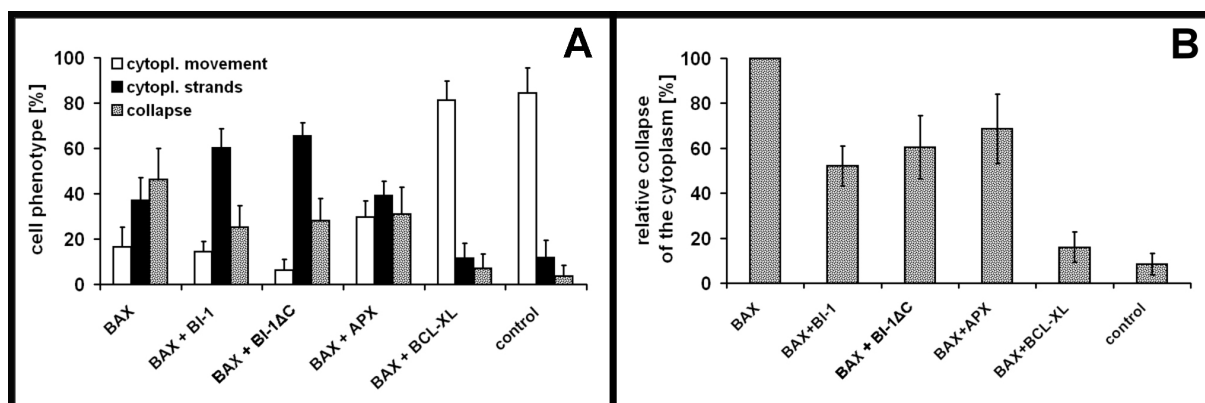 A
cell phenotype [%]
100
80
60
40
20
0
cytopl. movement
cytopl. strands
collapse
BAX
BAX + BI-1
BAX + BI-1ΔC
BAX + APX
BAX + BCL-XL
control
B
relative collapse
of the cytoplasm [%]
100
80
60
40
20
0
BAX
BAX+BI-1
BAX + BI-1ΔC
BAX+APX
BAX+BCL-XL
control